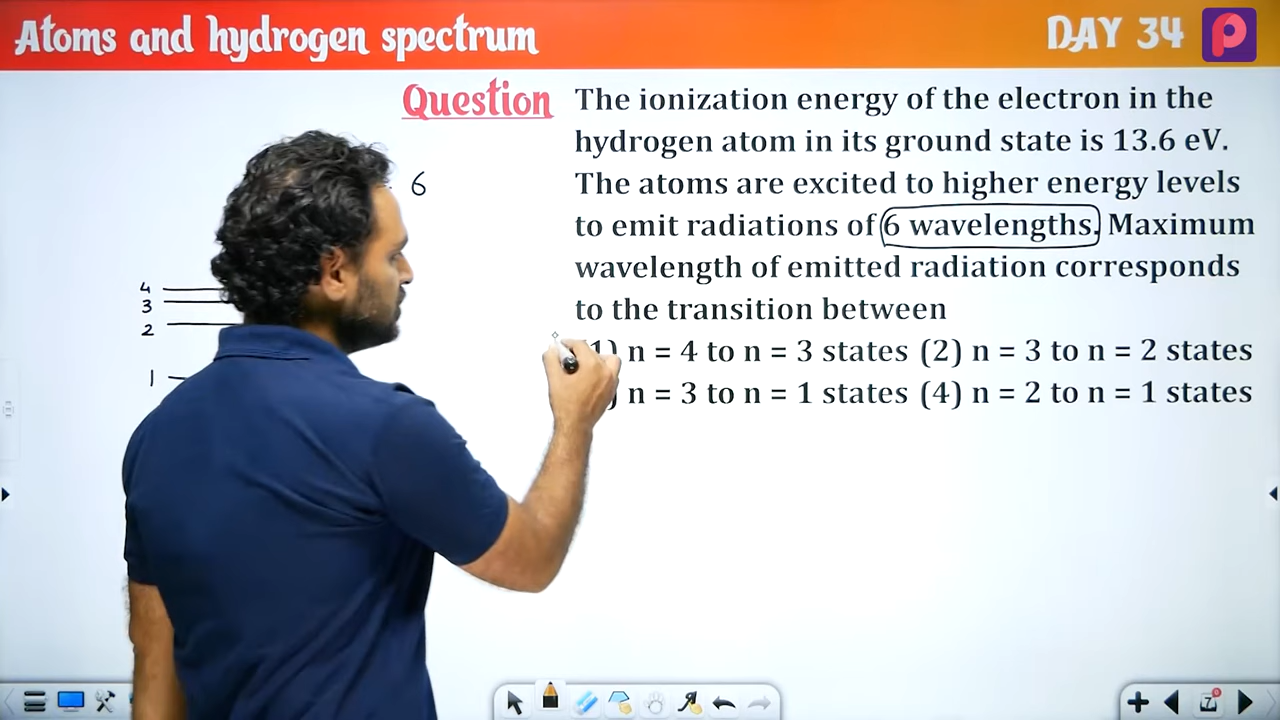 Atoms and hydrogen spectrum
DAY 34
Question
The ionization energy of the electron in the
hydrogen atom in its ground state is 13.6 eV.
The atoms are excited to higher energy levels
to emit radiations of 6 wavelengths. Maximum
wavelength of emitted radiation corresponds
to the transition between
(1) n = 4 to n = 3 states (2) n = 3 to n = 2 states
) n = 3 to n = 1 states (4) n = 2 to n = 1 states
6
4
3
2
1